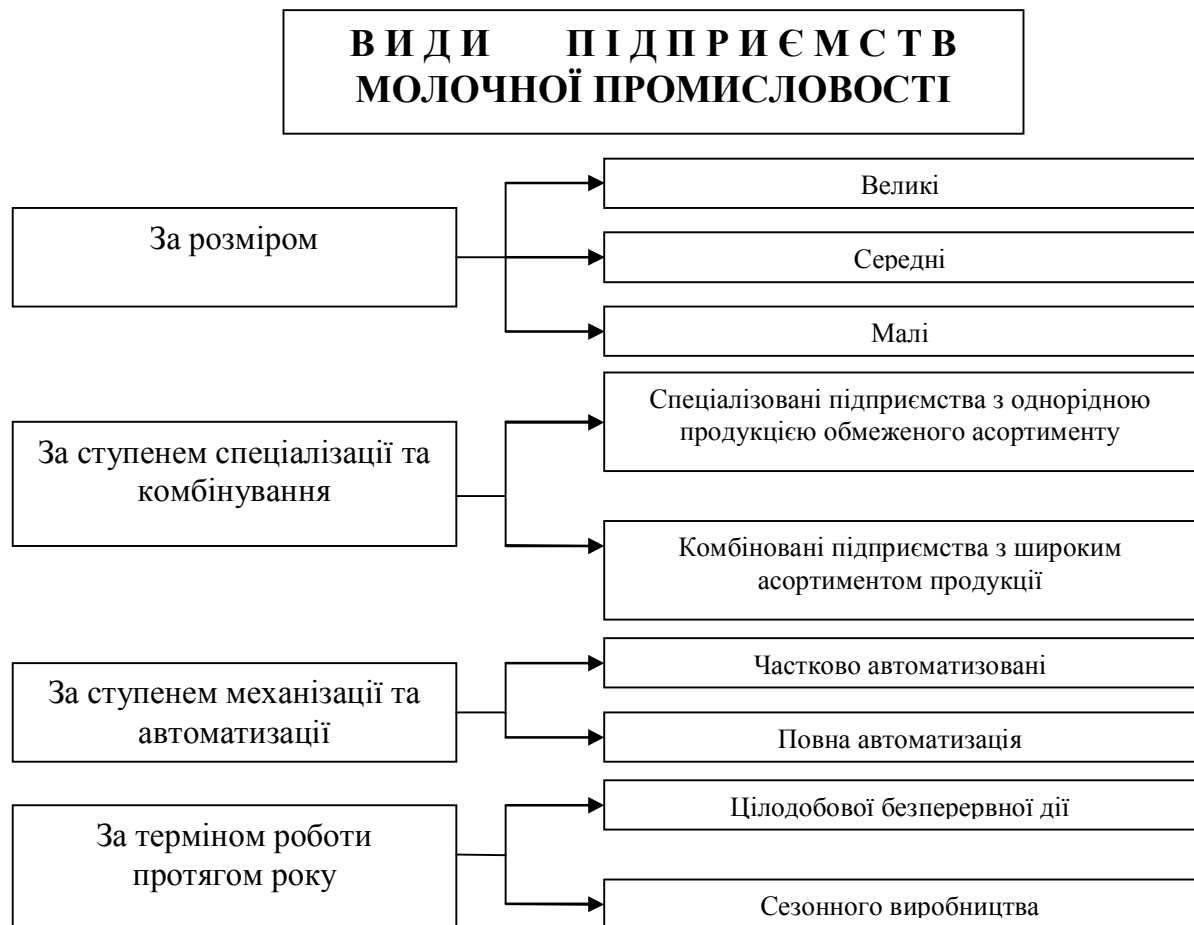 В И Д И П І Д П Р И Є М С Т В
МОЛОЧНОЇ ПРОМИСЛОВОСТІ
За розміром
Великі
Середні
Малі
За ступенем спеціалізації та
комбінування
Спеціалізовані підприємства з однорідною
продукцією обмеженого асортименту
Комбіновані підприємства з широким
асортиментом продукції
За ступенем механізації та
автоматизації
Частково автоматизовані
Повна автоматизація
За терміном роботи
протягом року
Цілодобової безперервної дії
Сезонного виробництва